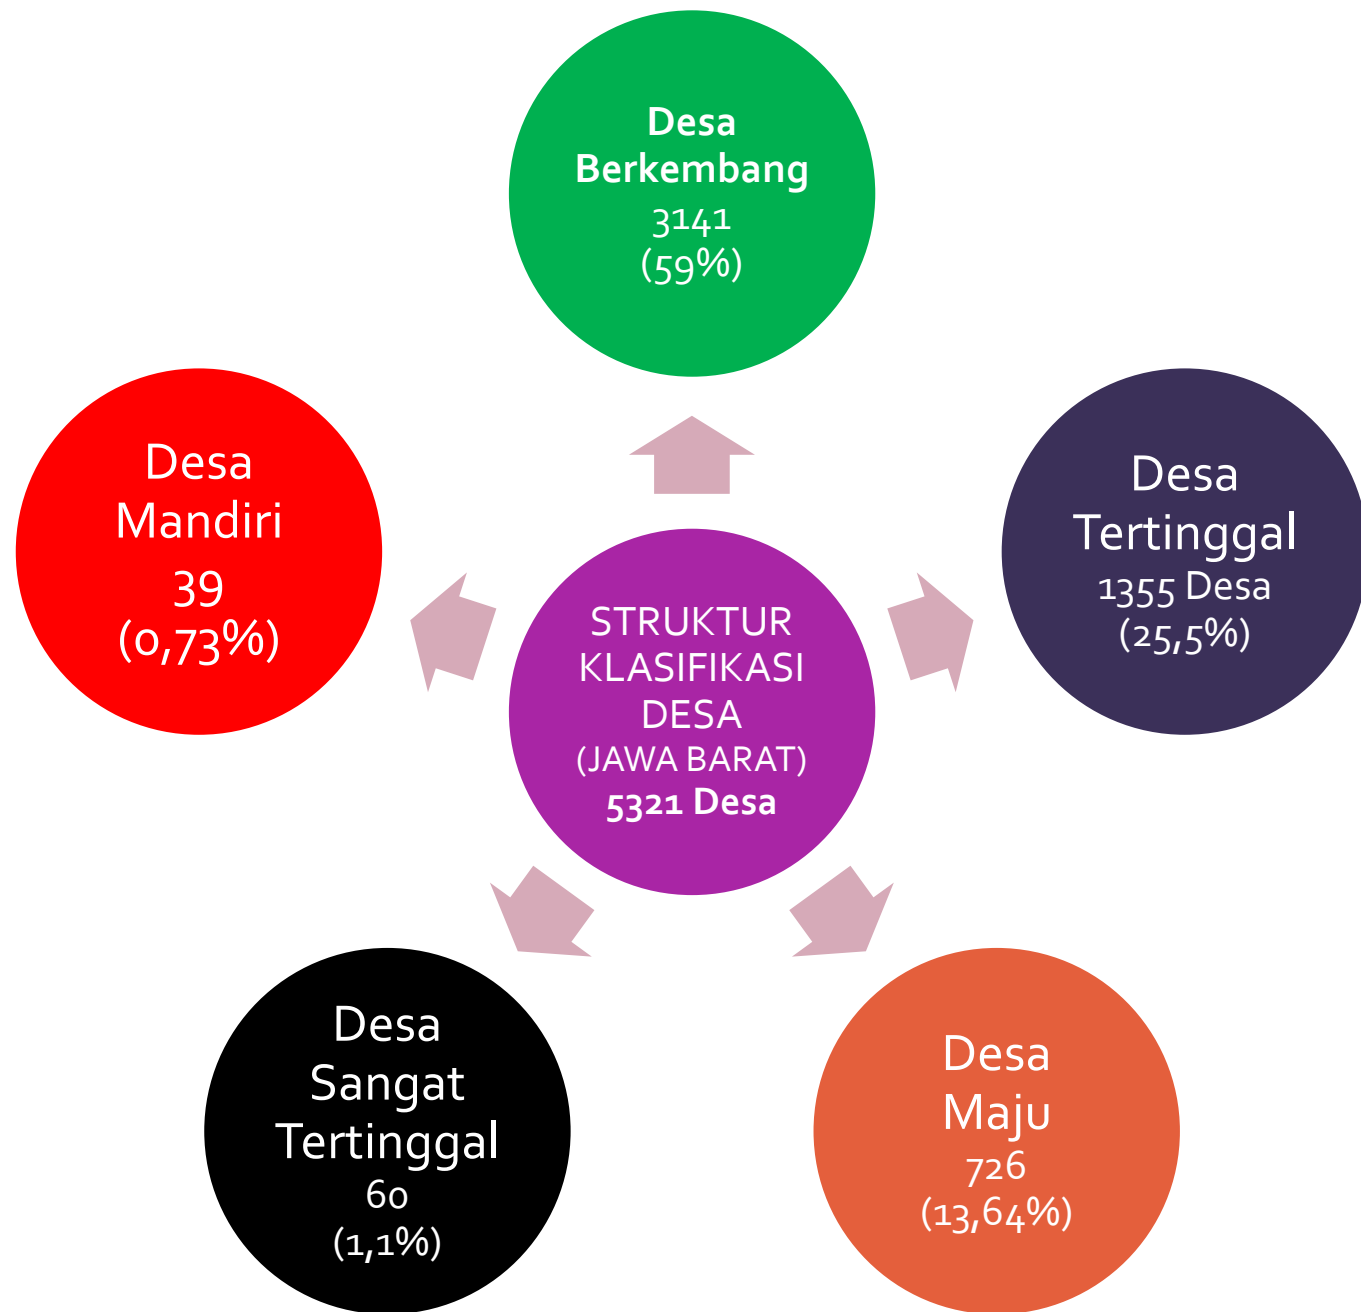 Desa
Berkembang
3141
(59%)
Desa
Mandiri
39
(0,73%)
Desa
Tertinggal
1355 Desa
(25,5%)
STRUKTUR
KLASIFIKASI
DESA
(JAWA BARAT)
5321 Desa
Desa
Sangat
Tertinggal
60
(1,1%)
Desa
Maju
726
(13,64%)